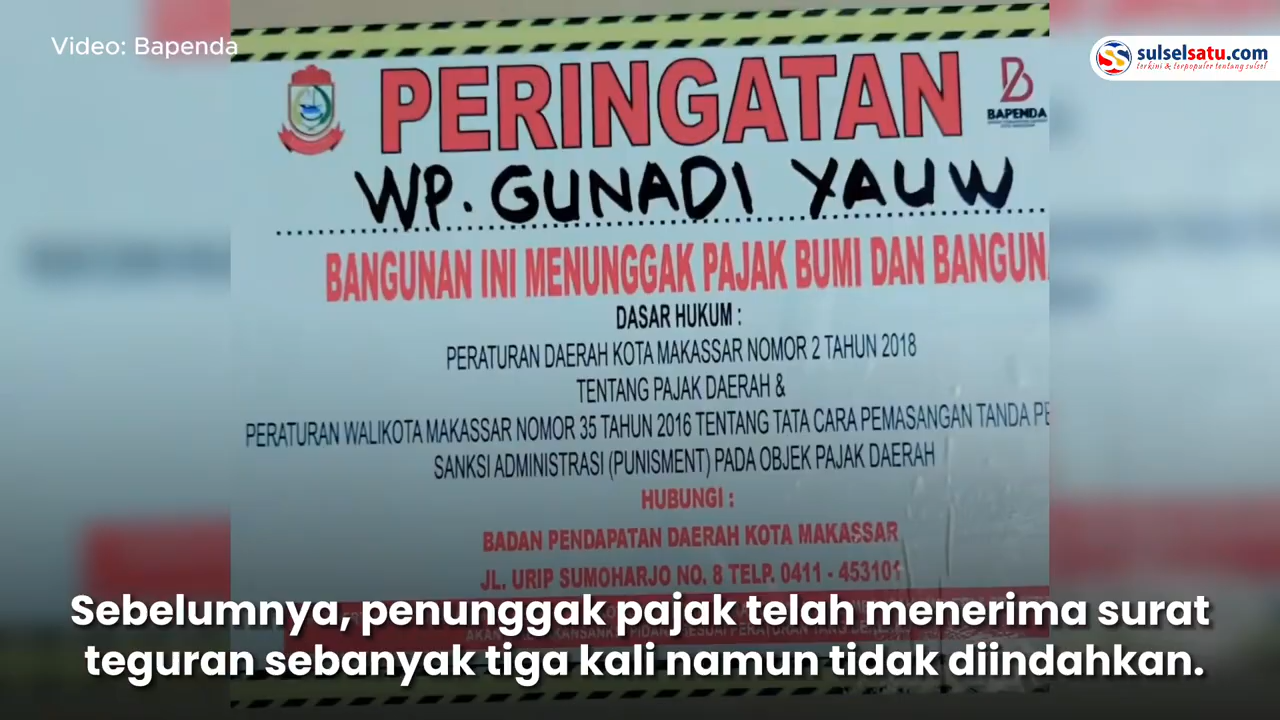 Video: Bapenda
sulselsatu.com
terkini & terpopuler tentang sulsel
PERINGATAN
BAPENDA
WP. GUNADI YAUW
BANGUNAN INI MENUNGGAK PAJAK BUMI DAN BANGUN
DASAR HUKUM :
PERATURAN DAERAH KOTA MAKASSAR NOMOR 2 TAHUN 2018
TENTANG PAJAK DAERAH &
PERATURAN WALIKOTA MAKASSAR NOMOR 35 TAHUN 2016 TENTANG TATA CARA PEMASANGAN TANDA PE
SANKSI ADMINISTRASI (PUNISMENT) PADA OBJEK PAJAK DAERAH
HUBUNGI :
BADAN PENDAPATAN DAERAH KOTA MAKASSAR
JL. URIP SUMOHARJO NO. 8 TELP. 0411 - 453101
Sebelumnya, penunggak pajak telah menerima surat
teguran sebanyak tiga kali namun tidak diindahkan.